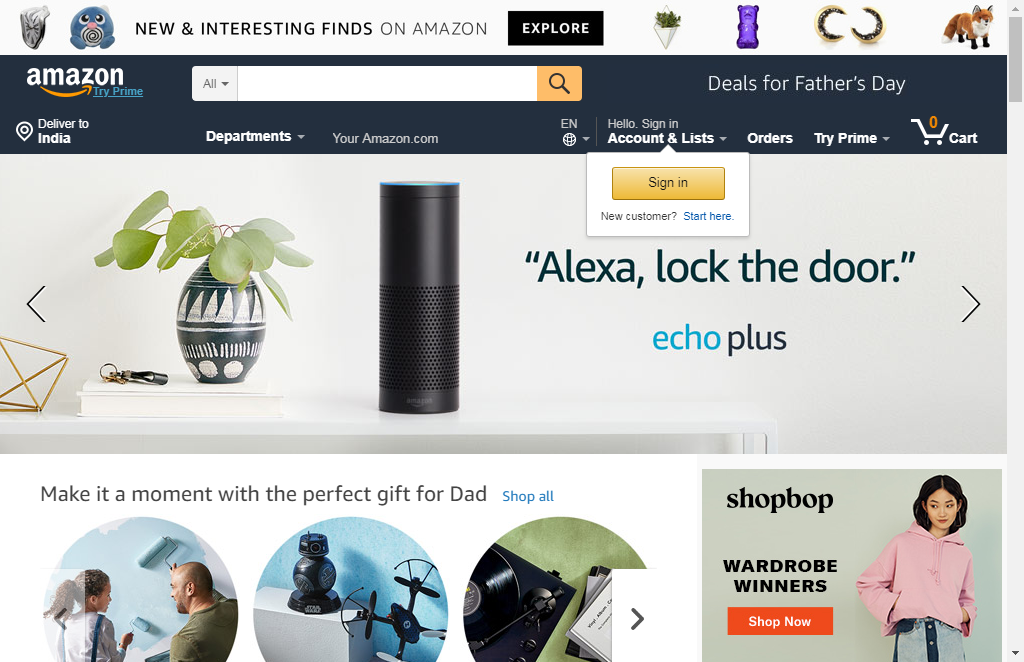 NEW & INTERESTING FINDS ON AMAZON EXPLORE
amazon
Try Prime
All
Deals for Father's Day
Deliver to
India
Departments
Your Amazon.com
EN
Hello. Sign in
Account & Lists
Orders
Try Prime
0
Cart
Sign in
New customer? Start here.
“Alexa, lock the door.”
echo plus
amazon
Make it a moment with the perfect gift for Dad Shop all
shopbop
WARDROBE
WINNERS
Shop Now
STAR
WARS